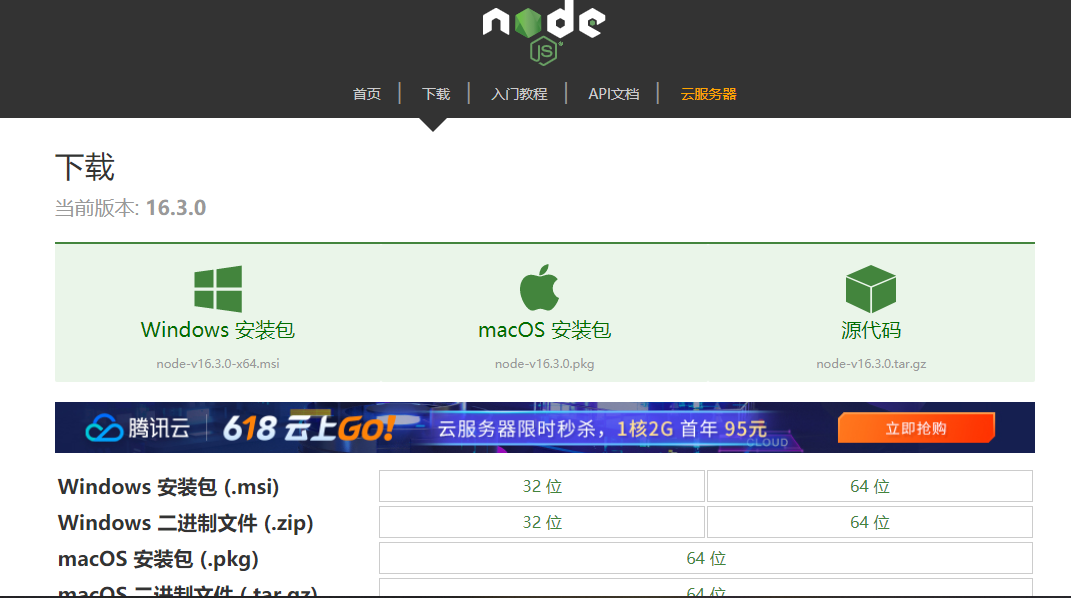 node
JS
首页 下载 入门教程 API文档 云服务器
下载
当前版本: 16.3.0
Windows 安装包 macOS 安装包 源代码
node-v16.3.0-x64.msi node-v16.3.0.pkg node-v16.3.0.tar.gz
腾讯云 618 云上GO! 云服务器限时秒杀，1核2G 首年 95元 立即抢购
CLOUD
Windows 安装包 (.msi) 32 位 64 位
Windows 二进制文件 (.zip) 32 位 64 位
macOS 安装包 (.pkg) 64 位
macOS 二进制文件 (.tar.gz) 64 位